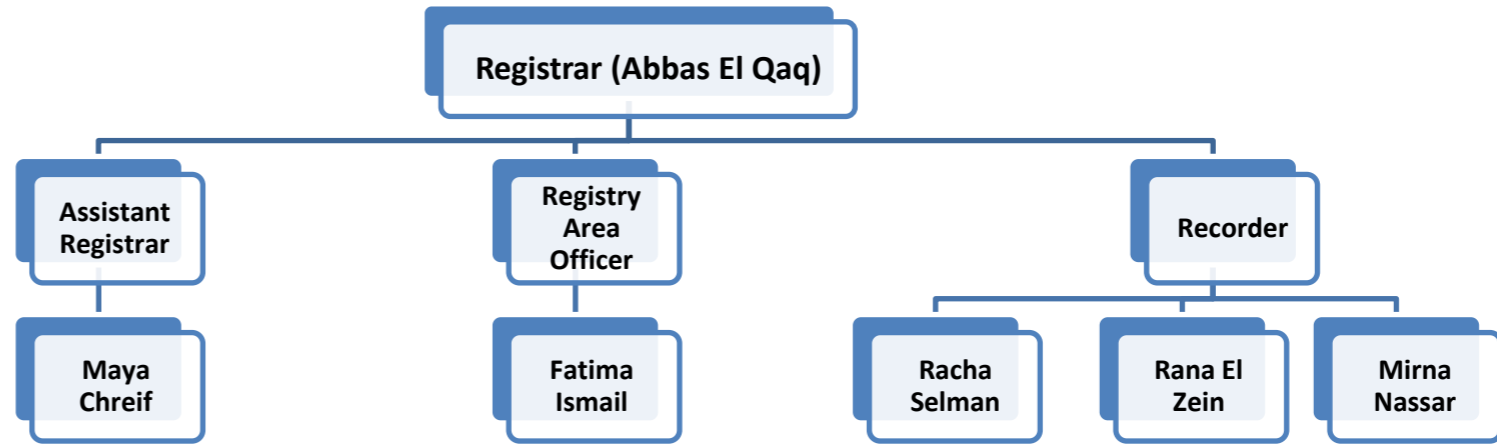 Registrar (Abbas El Qaq)
Assistant
Registrar
Registry
Area
Officer
Recorder
Maya
Chreif
Fatima
Ismail
Racha
Selman
Rana El
Zein
Mirna
Nassar